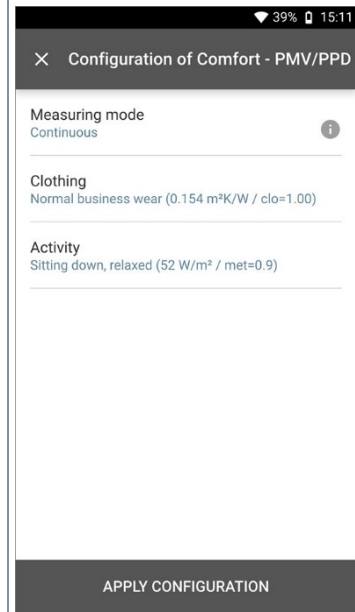 39% 15:11
Configuration of Comfort - PMV/PPD
Measuring mode
Continuous
Clothing
Normal business wear (0.154 m²K/W / clo=1.00)
Activity
Sitting down, relaxed (52 W/m² / met=0.9)
APPLY CONFIGURATION